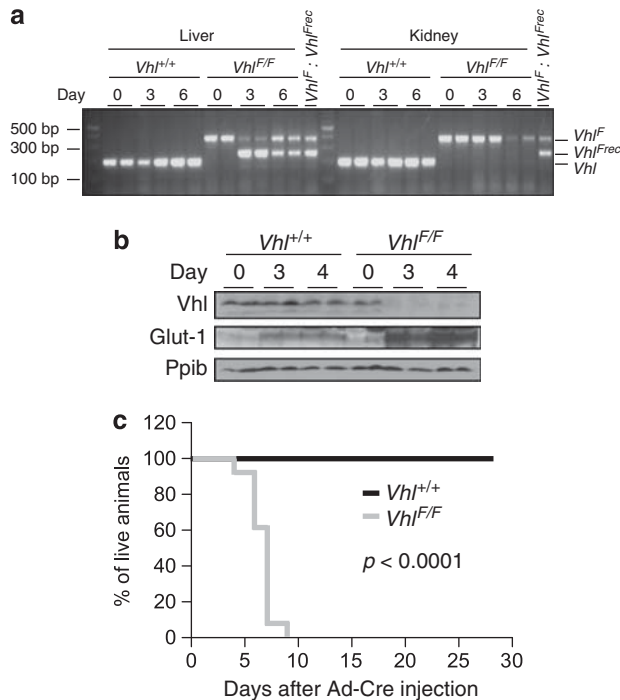 a
Liver
Kidney
Vhl+/+
VhlF/F
VhlF : VhlFrec
Vhl+/+
VhlF/F
VhlF : VhlFrec
Day 0 3 6 0 3 6 0 3 6 0 3 6
500 bp
300 bp
100 bp
VhlF
VhlFrec
Vhl
b
Vhl+/+ VhlF/F
Day 0 3 4 0 3 4
Vhl
Glut-1
Ppib
c
120
100
80
60
40
20
0
% of live animals
Vhl+/+
VhlF/F
p < 0.0001
0 5 10 15 20 25 30
Days after Ad-Cre injection